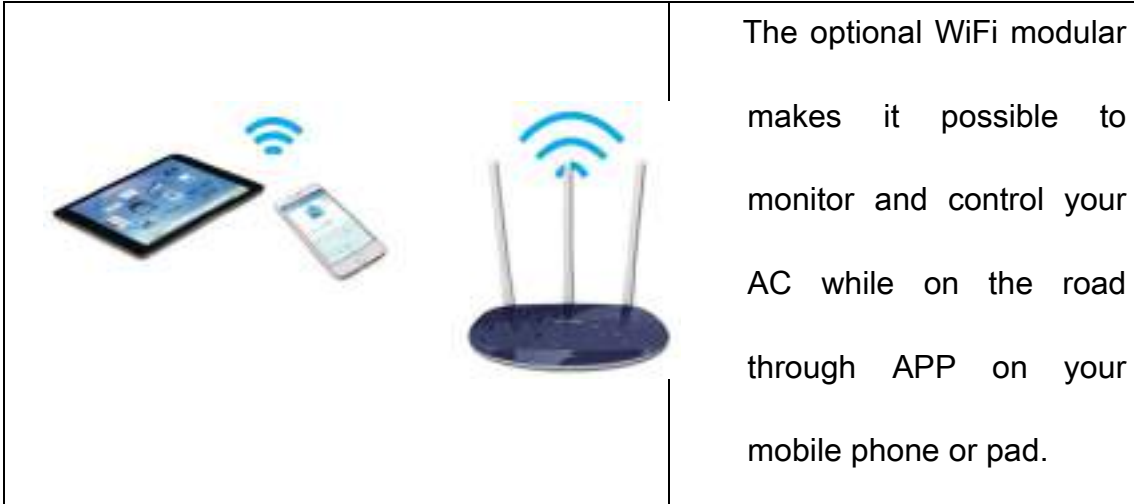 The optional WiFi modular
makes it possible to
monitor and control your
AC while on the road
through APP on your
mobile phone or pad.